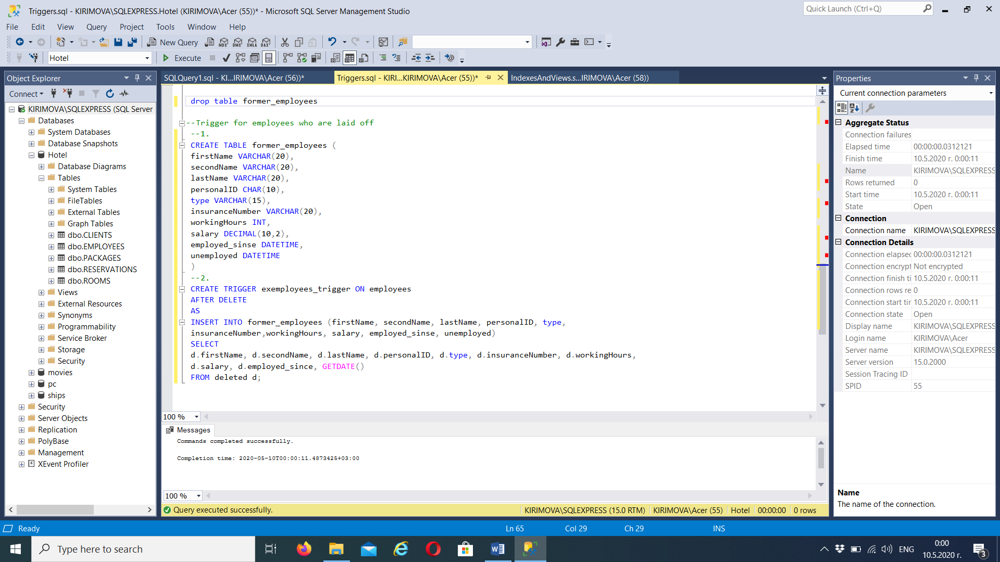 Triggers.sql - KIRIMOVA\SQLEXPRESS.Hotel (KIRIMOVA\Acer (55))* - Microsoft SQL Server Management Studio
Quick Launch (Ctrl+Q)
File Edit View Query Project Tools Window Help
New Query MDX DMX XMLA DAX
Hotel Execute
Object Explorer
Connect
KIRIMOVA\SQLEXPRESS (SQL Server
Databases
System Databases
Database Snapshots
Hotel
Database Diagrams
Tables
System Tables
FileTables
External Tables
Graph Tables
dbo.CLIENTS
dbo.EMPLOYEES
dbo.PACKAGES
dbo.RESERVATIONS
dbo.ROOMS
Views
External Resources
Synonyms
Programmability
Service Broker
Storage
Security
movies
pc
ships
Security
Server Objects
Replication
PolyBase
Management
XEvent Profiler
SQLQuery1.sql - KI...IRIMOVA\Acer (56))* Triggers.sql - KIRI...KIRIMOVA\Acer (55))* IndexesAndViews.s...IRIMOVA\Acer (58))
drop table former_employees
--Trigger for employees who are laid off
--1.
CREATE TABLE former_employees (
firstName VARCHAR(20),
secondName VARCHAR(20),
lastName VARCHAR(20),
personalID CHAR(10),
type VARCHAR(15),
insuranceNumber VARCHAR(20),
workingHours INT,
salary DECIMAL(10,2),
employed_sinse DATETIME,
unemployed DATETIME
)
--2.
CREATE TRIGGER exemployees_trigger ON employees
AFTER DELETE
AS
INSERT INTO former_employees (firstName, secondName, lastName, personalID, type,
insuranceNumber,workingHours, salary, employed_sinse, unemployed)
SELECT
d.firstName, d.secondName, d.lastName, d.personalID, d.type, d.insuranceNumber, d.workingHours,
d.salary, d.employed_since, GETDATE()
FROM deleted d;
100 %
Messages
Commands completed successfully.
Completion time: 2020-05-10T00:00:11.4873425+03:00
100 %
Query executed successfully. KIRIMOVA\SQLEXPRESS (15.0 RTM) KIRIMOVA\Acer (55) Hotel 00:00:00 0 rows
Properties
Current connection parameters
Aggregate Status
Connection failures
Elapsed time 00:00:00.0312121
Finish time 10.5.2020 г. 0:00:11
Name KIRIMOVA\SQLEXPRESS
Rows returned 0
Start time 10.5.2020 г. 0:00:11
State Open
Connection
Connection name KIRIMOVA\SQLEXPRESS
Connection Details
Connection elapsed 00:00:00.0312121
Connection encrypt Not encrypted
Connection finish ti 10.5.2020 г. 0:00:11
Connection rows re 0
Connection start tir 10.5.2020 г. 0:00:11
Connection state Open
Display name KIRIMOVA\SQLEXPRESS
Login name KIRIMOVA\Acer
Server name KIRIMOVA\SQLEXPRESS
Server version 15.0.2000
Session Tracing ID
SPID 55
Name
The name of the connection.
Ready Ln 65 Col 29 Ch 29 INS
Type here to search
ENG
0:00
10.5.2020 г.
3